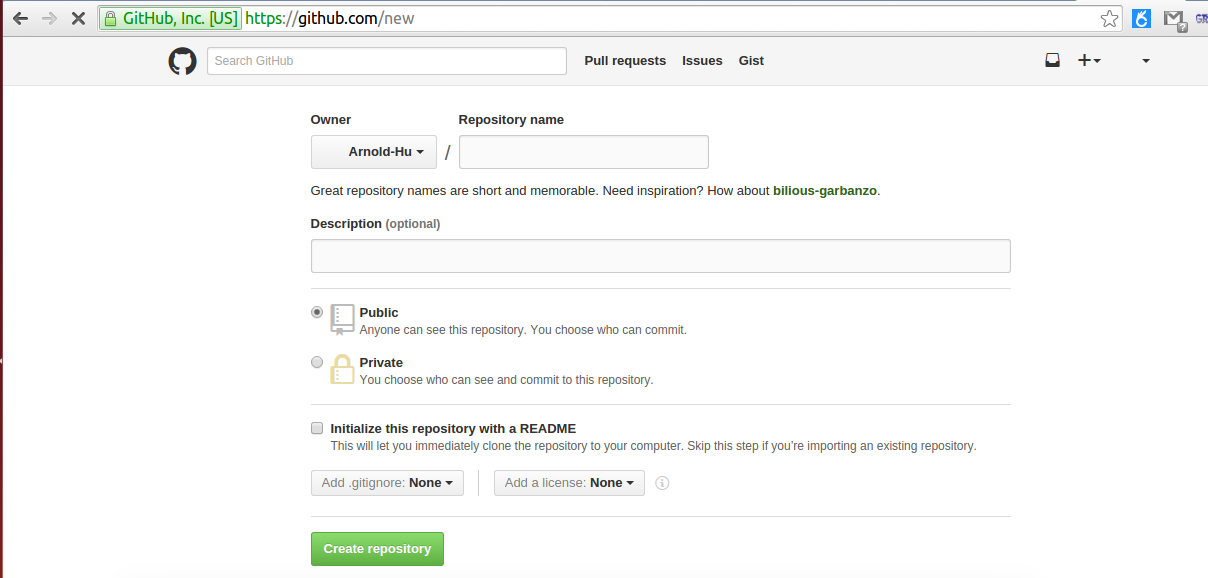 GitHub, Inc. [US] https://github.com/new
Search GitHub Pull requests Issues Gist
Owner Repository name
Arnold-Hu /
Great repository names are short and memorable. Need inspiration? How about bilious-garbanzo.
Description (optional)
Public
Anyone can see this repository. You choose who can commit.
Private
You choose who can see and commit to this repository.
Initialize this repository with a README
This will let you immediately clone the repository to your computer. Skip this step if you’re importing an existing repository.
Add .gitignore: None Add a license: None
Create repository